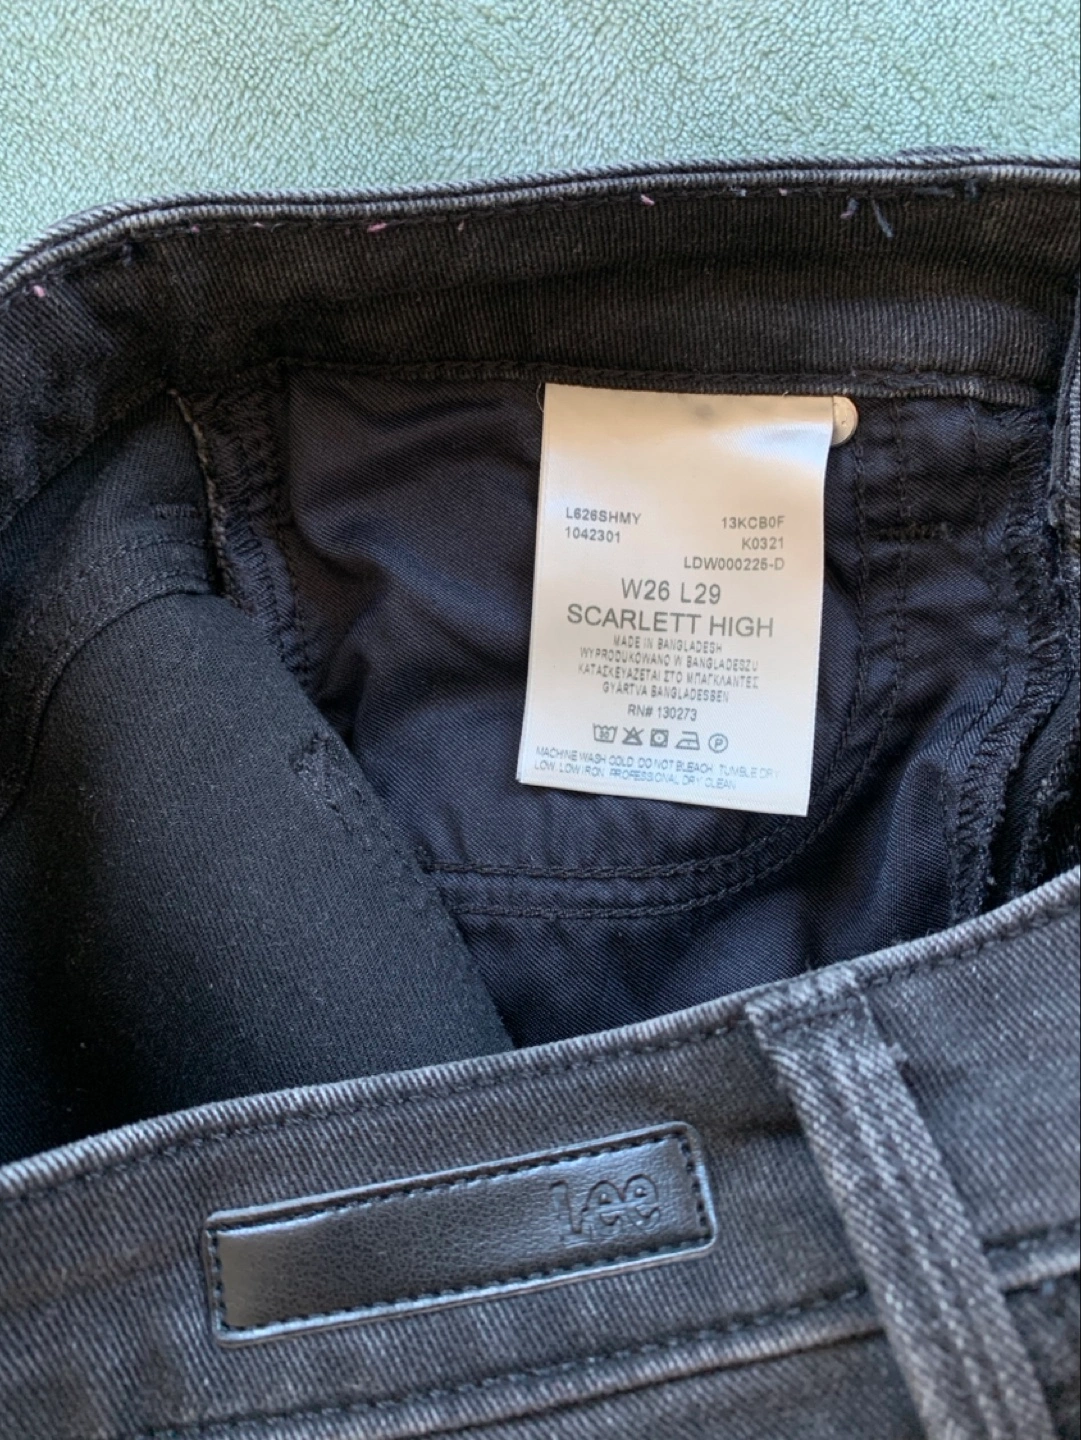 L626SHMY 13KCB0F
1042301 K0321
LDW000225-D
W26 L29
SCARLETT HIGH
MADE IN BANGLADESH
WYPRODUKOWANO W BANGLADESZU
ΚΑΤΑΣΚΕΥΑΖΕΤΑΙ ΣΤΟ ΜΠΑΓΚΛΑΝΤΕΣ
GYÁRTVA BANGLADESBEN
RN# 130273
30 P
MACHINE WASH COLD DO NOT BLEACH TUMBLE DRY
LOW LOW IRON PROFESSIONAL DRY CLEAN
Lee